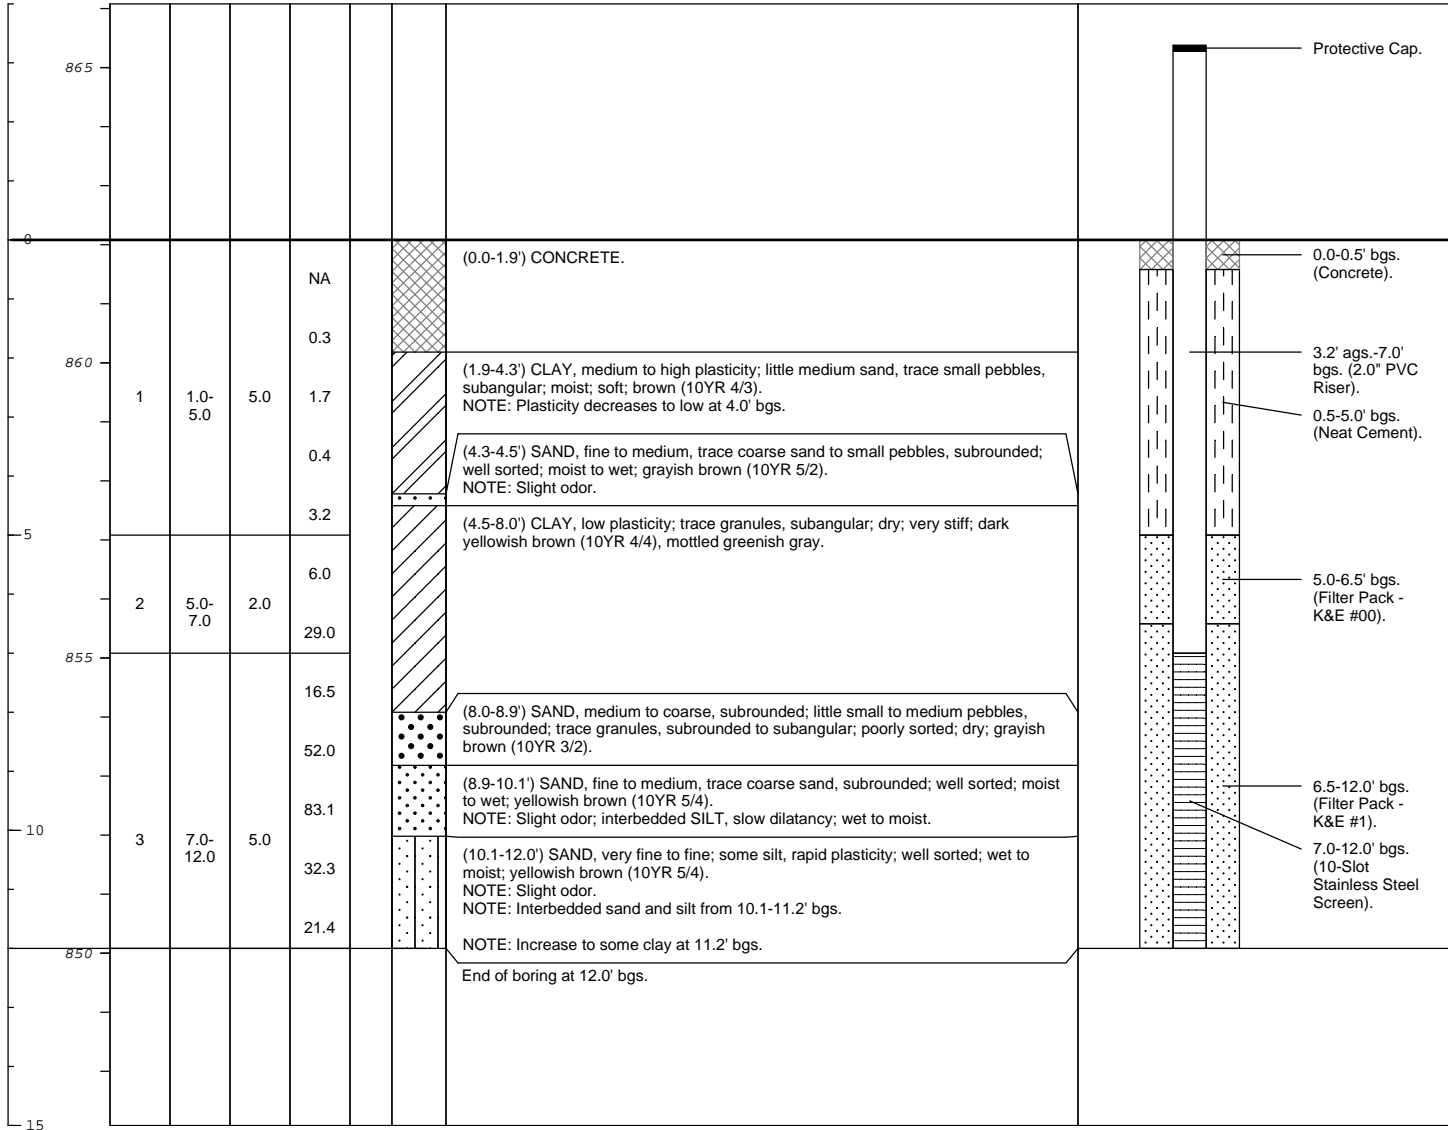 865
Protective Cap.
0
(0.0-1.9') CONCRETE.
0.0-0.5' bgs.
(Concrete).
NA
0.3
860
(1.9-4.3') CLAY, medium to high plasticity; little medium sand, trace small pebbles,
subangular; moist; soft; brown (10YR 4/3).
NOTE: Plasticity decreases to low at 4.0' bgs.
3.2' ags.-7.0'
bgs. (2.0" PVC
Riser).
1
1.0-
5.0
5.0
1.7
0.5-5.0' bgs.
(Neat Cement).
0.4
(4.3-4.5') SAND, fine to medium, trace coarse sand to small pebbles, subrounded;
well sorted; moist to wet; grayish brown (10YR 5/2).
NOTE: Slight odor.
3.2
5
(4.5-8.0') CLAY, low plasticity; trace granules, subangular; dry; very stiff; dark
yellowish brown (10YR 4/4), mottled greenish gray.
6.0
5.0-6.5' bgs.
(Filter Pack -
K&E #00).
2
5.0-
7.0
2.0
29.0
855
16.5
(8.0-8.9') SAND, medium to coarse, subrounded; little small to medium pebbles,
subrounded; trace granules, subrounded to subangular; poorly sorted; dry; grayish
brown (10YR 3/2).
52.0
(8.9-10.1') SAND, fine to medium, trace coarse sand, subrounded; well sorted; moist
to wet; yellowish brown (10YR 5/4).
NOTE: Slight odor; interbedded SILT, slow dilatancy; wet to moist.
6.5-12.0' bgs.
(Filter Pack -
K&E #1).
83.1
10
3
7.0-
12.0
5.0
(10.1-12.0') SAND, very fine to fine; some silt, rapid plasticity; well sorted; wet to
moist; yellowish brown (10YR 5/4).
NOTE: Slight odor.
NOTE: Interbedded sand and silt from 10.1-11.2' bgs.
7.0-12.0' bgs.
(10-Slot
Stainless Steel
Screen).
32.3
21.4
NOTE: Increase to some clay at 11.2' bgs.
850
End of boring at 12.0' bgs.
15